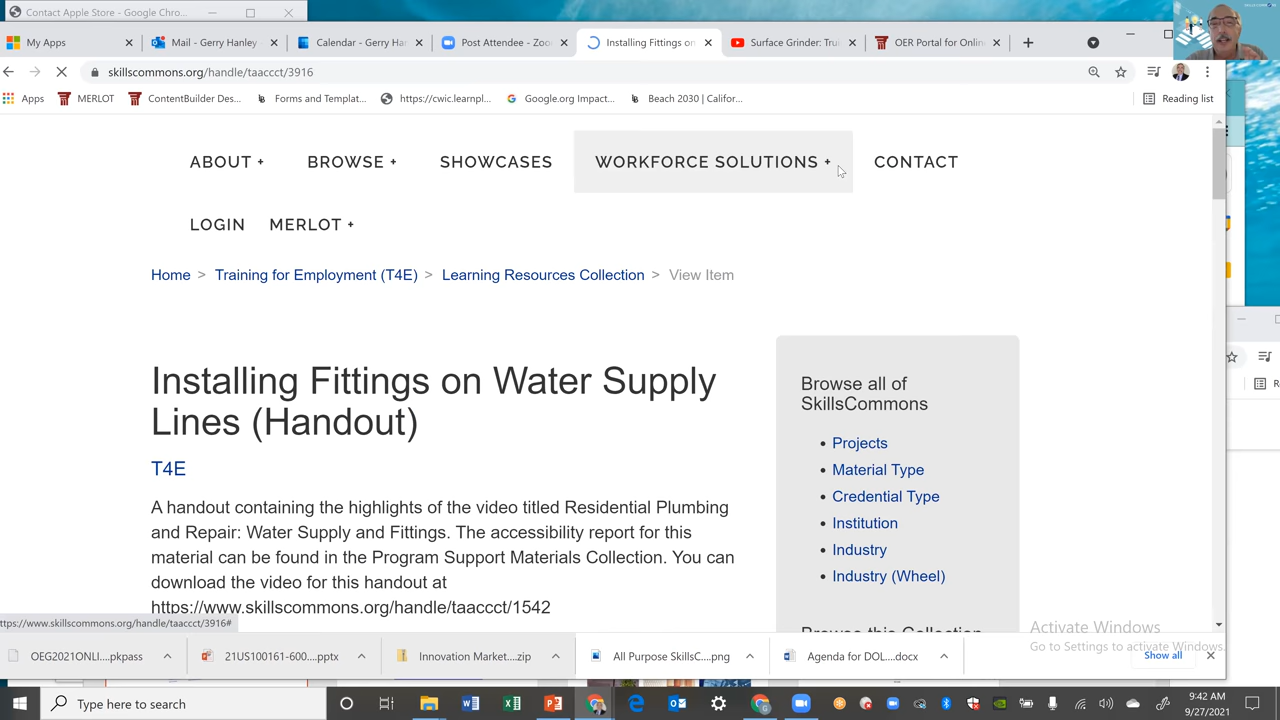 Contact Apple Store - Google Chro...
My Apps
Mail - Gerry Hanley
Calendar - Gerry Ha
Post Attendee - Zoo
Installing Fittings on
Surface Grinder: Tru
OER Portal for Onlin
skillscommons.org/handle/taaccct/3916
Apps
MERLOT
ContentBuilder Des...
Forms and Templat...
https://cwic.learnpl...
Google.org Impact...
Beach 2030 | Califor...
Reading list
ABOUT +
BROWSE +
SHOWCASES
WORKFORCE SOLUTIONS +
CONTACT
LOGIN
MERLOT +
Home > Training for Employment (T4E) > Learning Resources Collection > View Item
Installing Fittings on Water Supply
Lines (Handout)
T4E
A handout containing the highlights of the video titled Residential Plumbing
and Repair: Water Supply and Fittings. The accessibility report for this
material can be found in the Program Support Materials Collection. You can
download the video for this handout at
https://www.skillscommons.org/handle/taaccct/1542
Browse all of
SkillsCommons
Projects
Material Type
Credential Type
Institution
Industry
Industry (Wheel)
Browse this Collection
ttps://www.skillscommons.org/handle/taaccct/3916#
Activate Windows
Go to Settings to activate Windows.
OEG2021ONLI....pkpass
21US100161-600....pptx
Innov...market....zip
All Purpose SkillsC....png
Agenda for DOL....docx
Show all
Type here to search
9:42 AM
9/27/2021